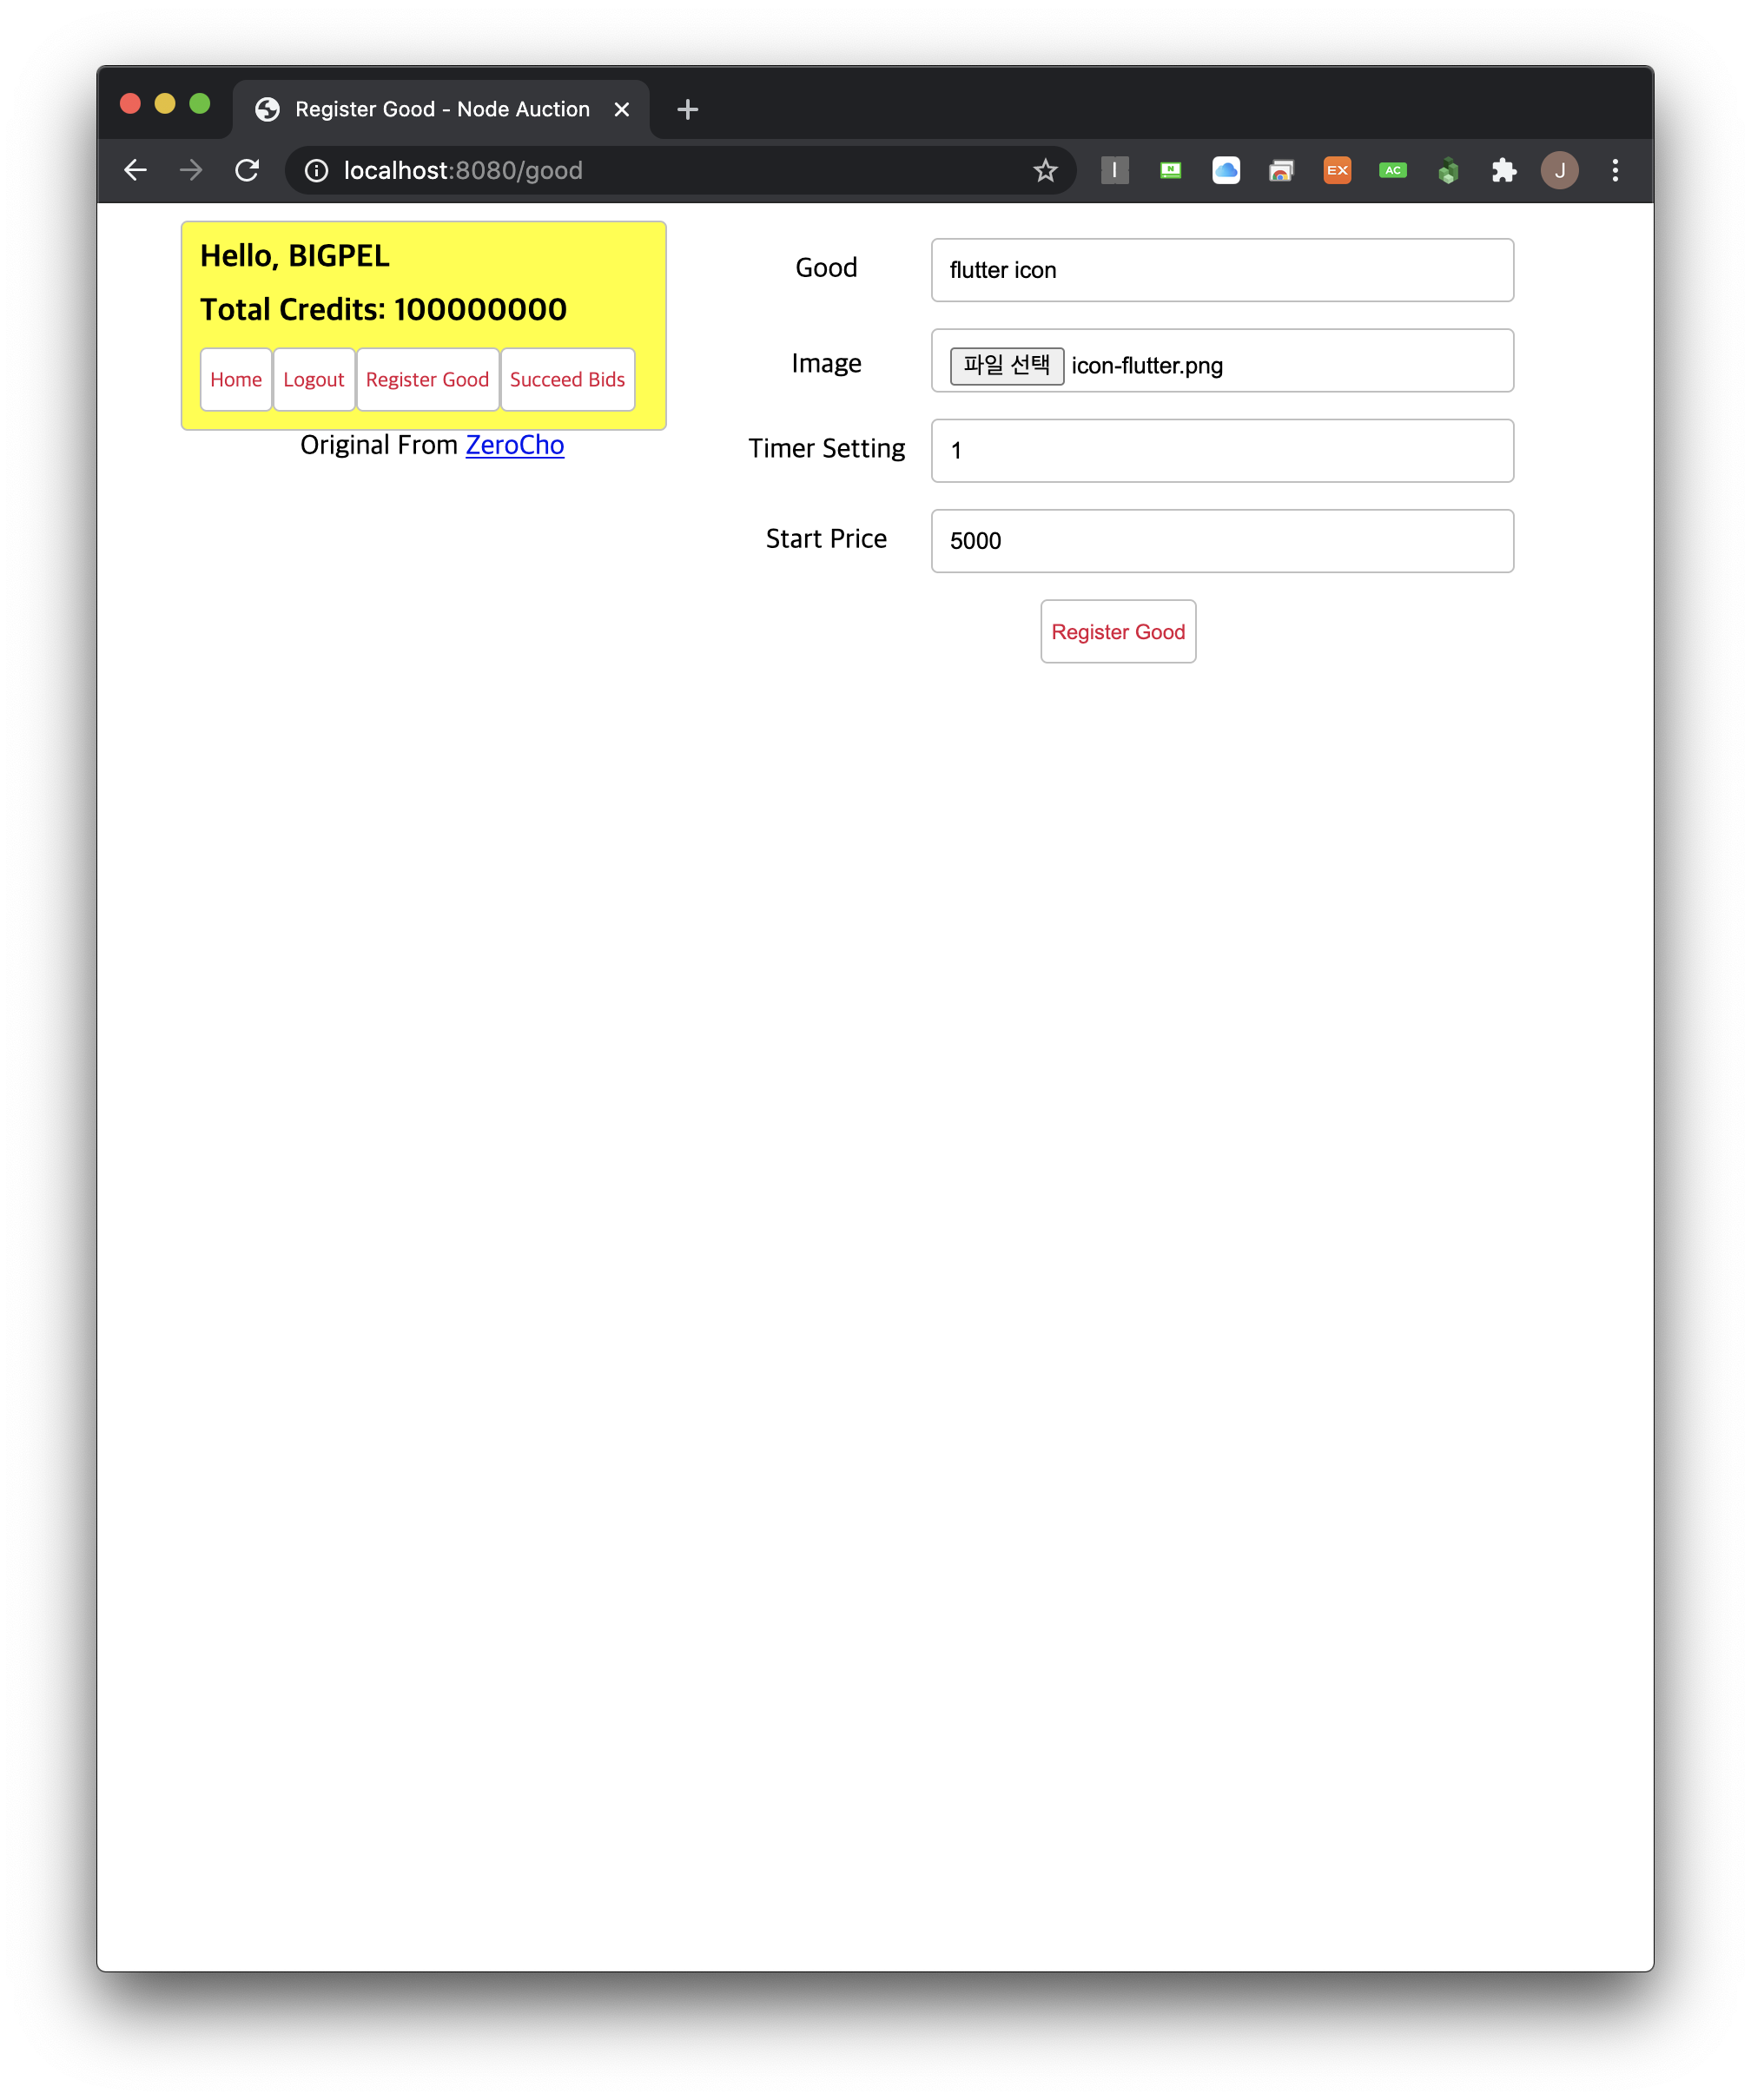 Register Good - Node Auction
localhost:8080/good
N
EX
AC
J
Hello, BIGPEL
Total Credits: 100000000
Home
Logout
Register Good
Succeed Bids
Original From ZeroCho
Good
flutter icon
Image
파일 선택 icon-flutter.png
Timer Setting
1
Start Price
5000
Register Good